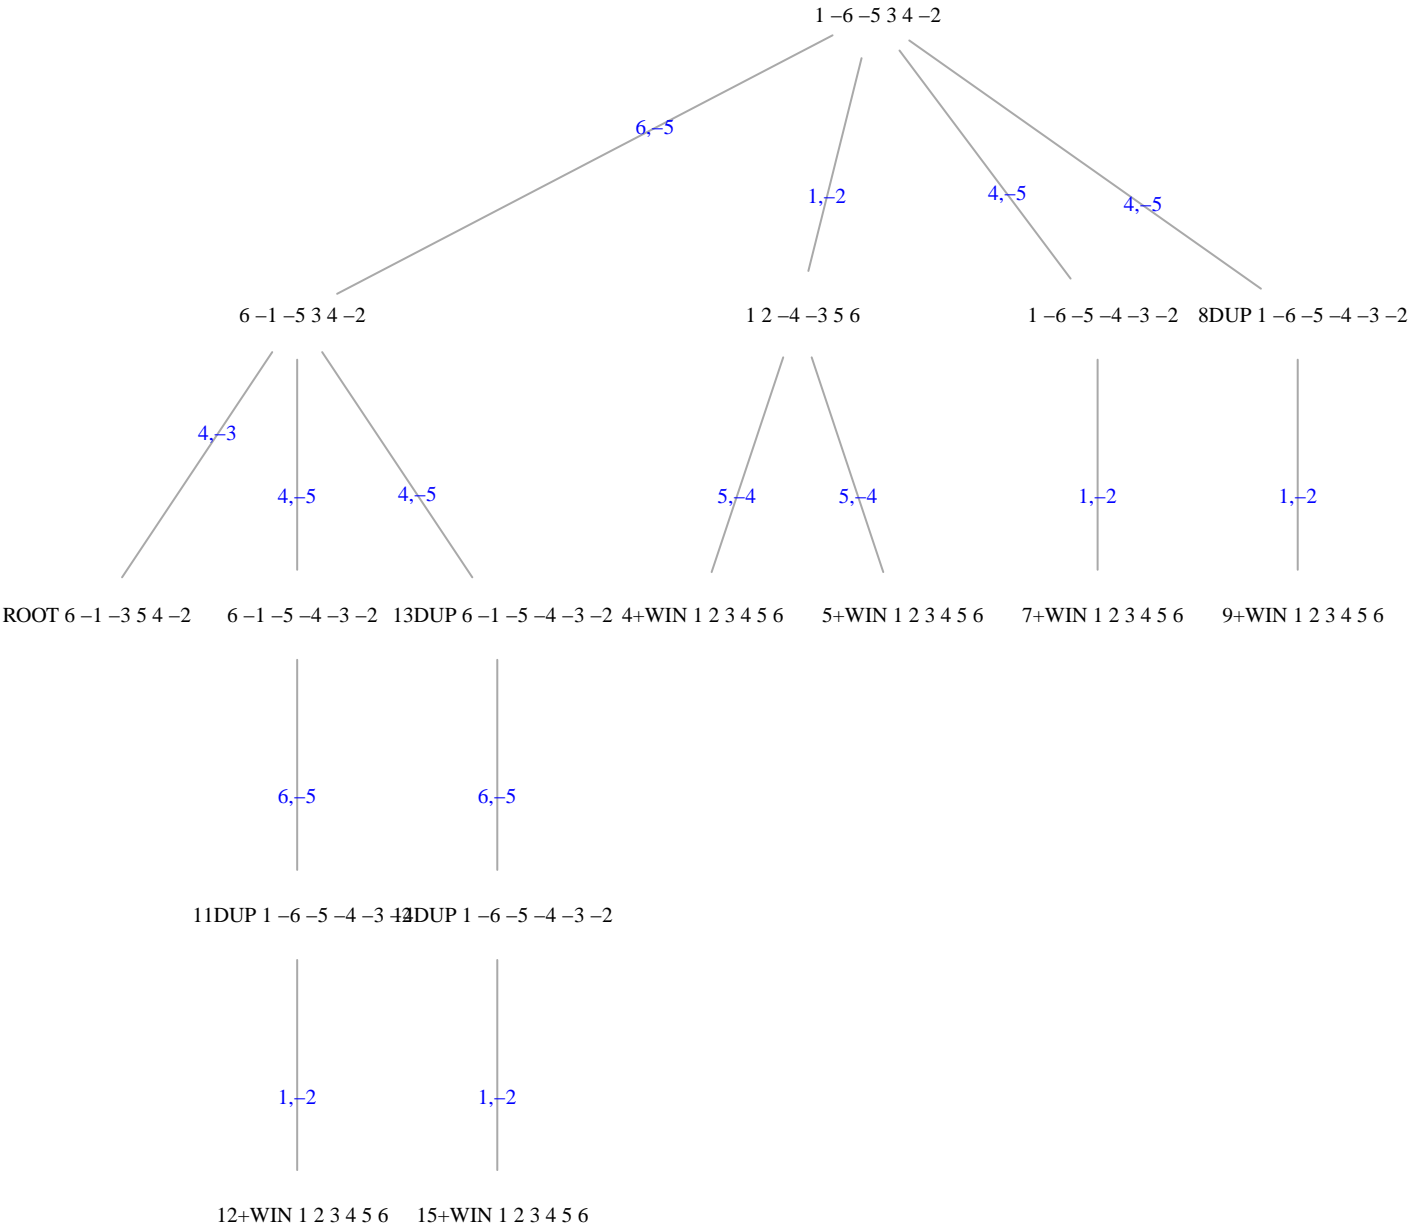 1 –6 –5 3 4 –2
6,–5
1,–2
4,–5
4,–5
6 –1 –5 3 4 –2
1 2 –4 –3 5 6
1 –6 –5 –4 –3 –2
8DUP 1 –6 –5 –4 –3 –2
4,–3
4,–5
4,–5
5,–4
5,–4
1,–2
1,–2
ROOT 6 –1 –3 5 4 –2
6 –1 –5 –4 –3 –2
13DUP 6 –1 –5 –4 –3 –2
4+WIN 1 2 3 4 5 6
5+WIN 1 2 3 4 5 6
7+WIN 1 2 3 4 5 6
9+WIN 1 2 3 4 5 6
6,–5
6,–5
11DUP 1 –6 –5 –4 –3 –2
14DUP 1 –6 –5 –4 –3 –2
1,–2
1,–2
12+WIN 1 2 3 4 5 6
15+WIN 1 2 3 4 5 6